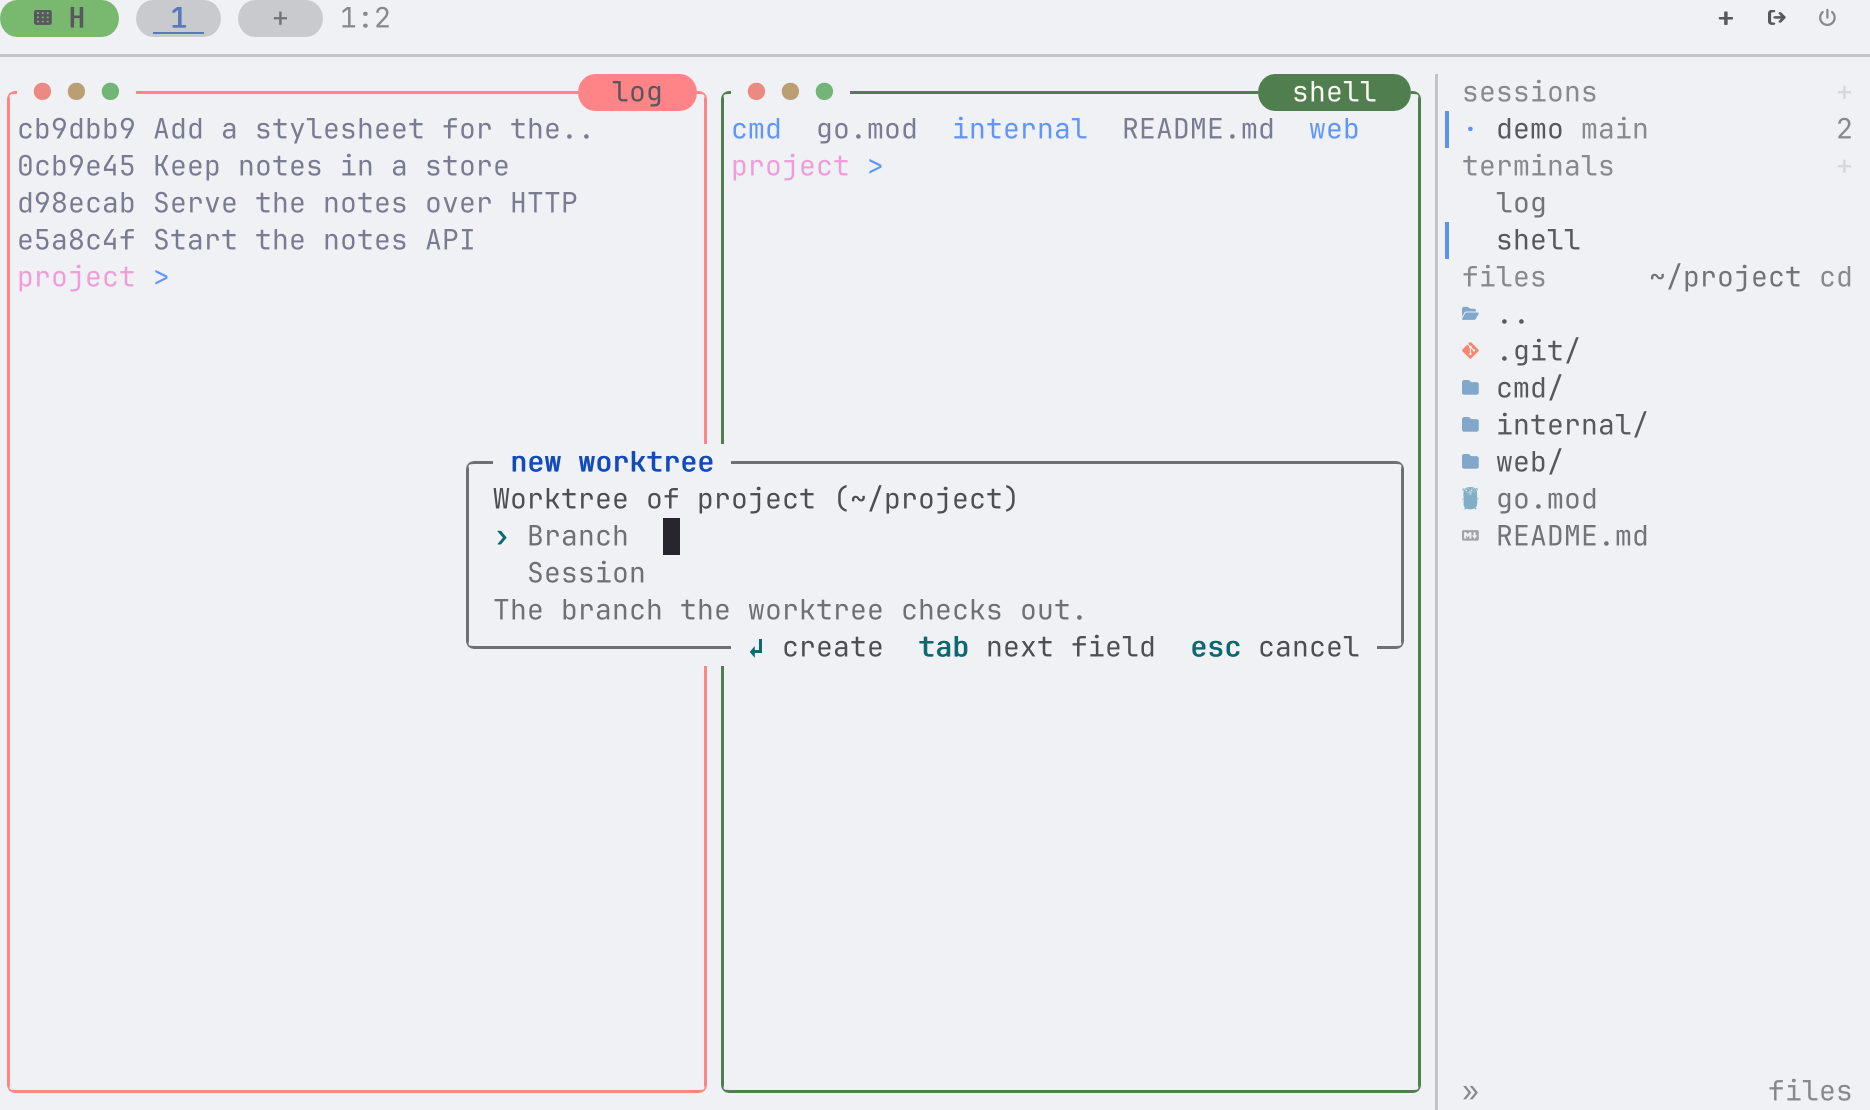 H 1 + 1:2 +
log
cb9dbb9 Add a stylesheet for the..
0cb9e45 Keep notes in a store
d98ecab Serve the notes over HTTP
e5a8c4f Start the notes API
project >
shell
cmd go.mod internal README.md web
project >
new worktree
Worktree of project (~/project)
› Branch
Session
The branch the worktree checks out.
↲ create tab next field esc cancel
sessions +
· demo main 2
terminals +
log
shell
files ~/project cd
..
.git/
cmd/
internal/
web/
go.mod
README.md
» files